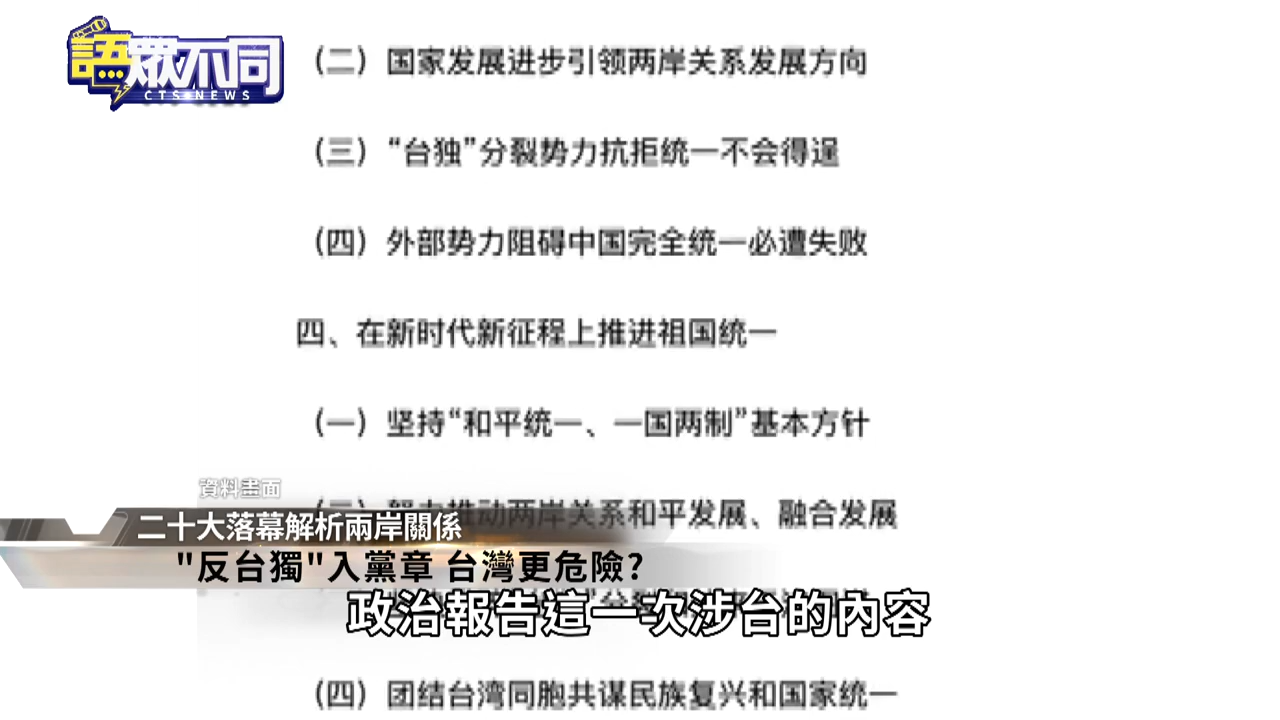 語眾不同
CTS NEWS
（二）国家发展进步引领两岸关系发展方向
（三）“台独”分裂势力抗拒统一不会得逞
（四）外部势力阻碍中国完全统一必遭失败
四、在新时代新征程上推进祖国统一
（一）坚持“和平统一、一国两制”基本方针
推动两岸关系和平发展、融合发展
資料畫面
二十大落幕解析兩岸關係
"反台獨"入黨章 台灣更危險?
政治報告這一次涉台的內容
（四）团结台湾同胞共谋民族复兴和国家统一